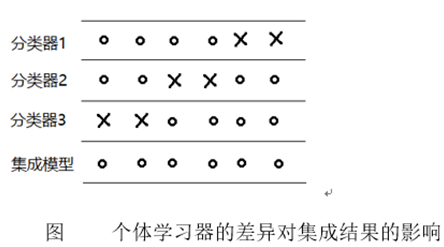 分类器1 o o o o × ×
分类器2 o o × × o o
分类器3 × × o o o o
集成模型 o o o o o o
↵
图 个体学习器的差异对集成结果的影响